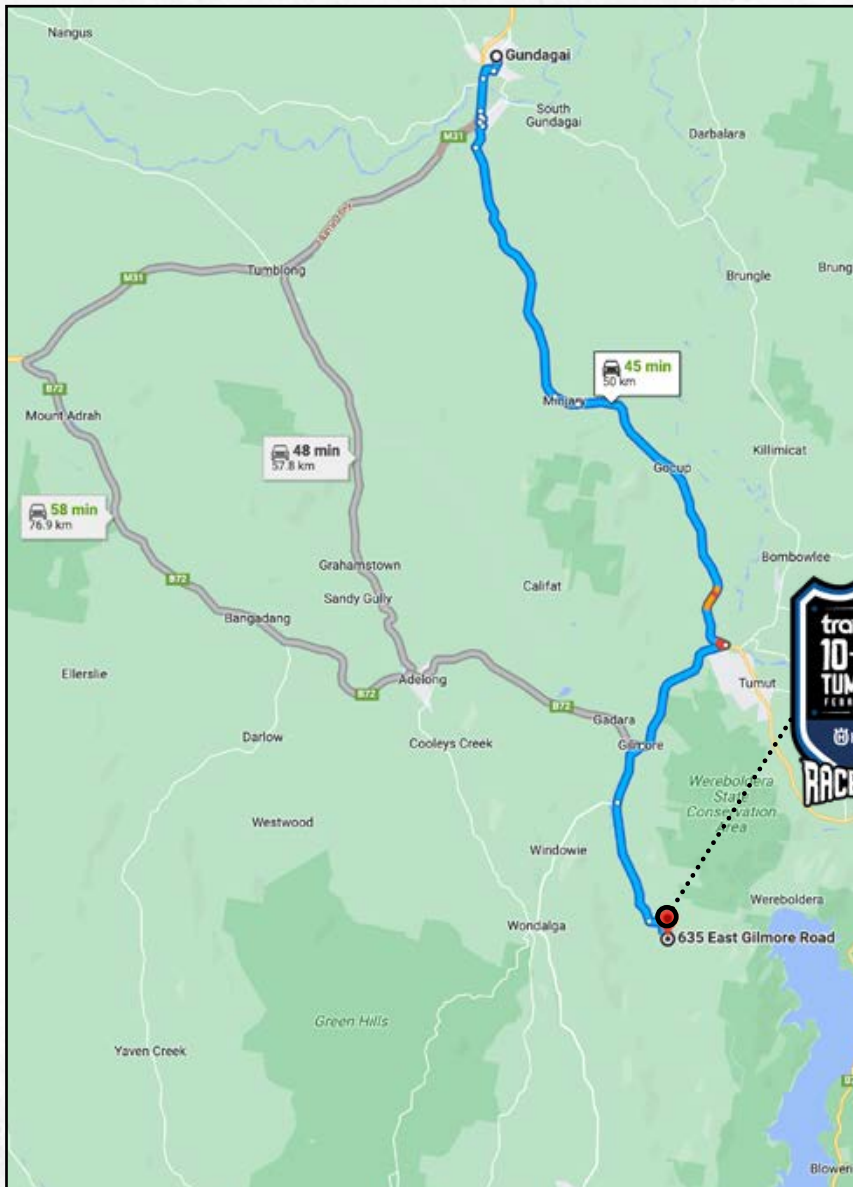 Nangus
Gundagai
South
Gundagai
Darbalara
M31
Tumblong
M31
Brungle
Brung
45 min
50 km
B72
Mount Adrah
48 min
57.8 km
Killimicat
Gocup
58 min
76.9 km
Bombowlee
Grahamstown
Califat
B72
Sandy Gully
Bangadang
Ellerslie
Adelong
Tumut
B72
B72
Gadara
Darlow
Cooleys Creek
Gilmore
RACE
Wereboldera
State
Conservation
Area
Westwood
Windowie
Wereboldera
Wondalga
635 East Gilmore Road
Green Hills
Yaven Creek
Blower